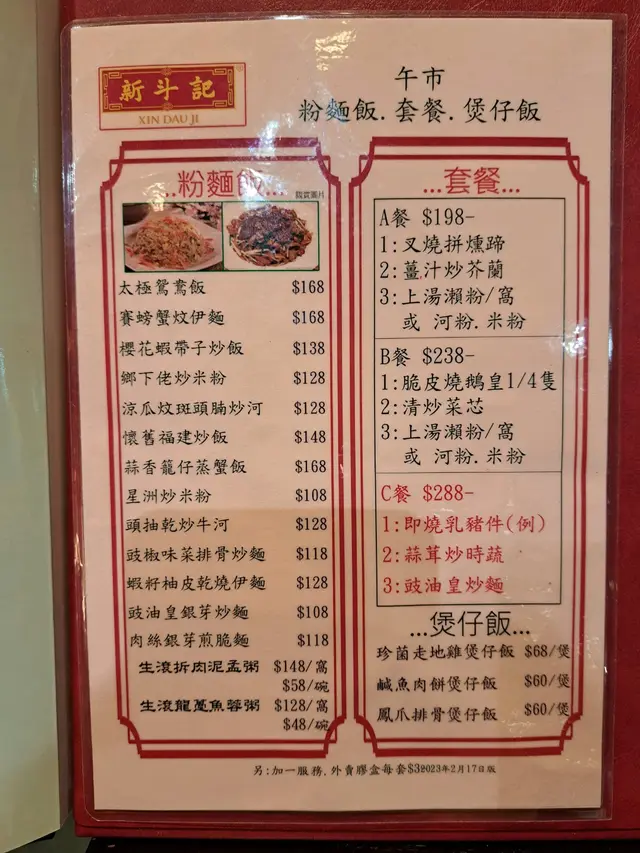 新斗記
XIN DAU JI
午市
粉麵飯.套餐.煲仔飯
...粉麵飯...
太極鴛鴦飯 $168
賽螃蟹炆伊麵 $168
櫻花蝦帶子炒飯 $138
鄉下佬炒米粉 $128
涼瓜炆斑頭腩炒河 $128
懷舊福建炒飯 $148
蒜香籠仔蒸蟹飯 $168
星洲炒米粉 $108
頭抽乾炒牛河 $128
豉椒味菜排骨炒麵 $118
蝦籽柚皮乾燒伊麵 $128
豉油皇銀芽炒麵 $108
肉絲銀芽煎脆麵 $118
生滾折肉泥孟粥 $148/窩
$58/碗
生滾龍躉魚蓉粥 $128/窩
$48/碗
...套餐...
A餐 $198-
1:叉燒拼燻蹄
2:薑汁炒芥蘭
3:上湯瀨粉/窩
或 河粉.米粉
B餐 $238-
1:脆皮燒鵝皇1/4隻
2:清炒菜芯
3:上湯瀨粉/窩
或 河粉.米粉
C餐 $288-
1:即燒乳豬件(例)
2:蒜茸炒時蔬
3:豉油皇炒麵
...煲仔飯...
珍菌走地雞煲仔飯 $68/煲
鹹魚肉餅煲仔飯 $60/煲
鳳爪排骨煲仔飯 $60/煲
另:加一服務.外賣膠盒每套$3 2023年2月17日版